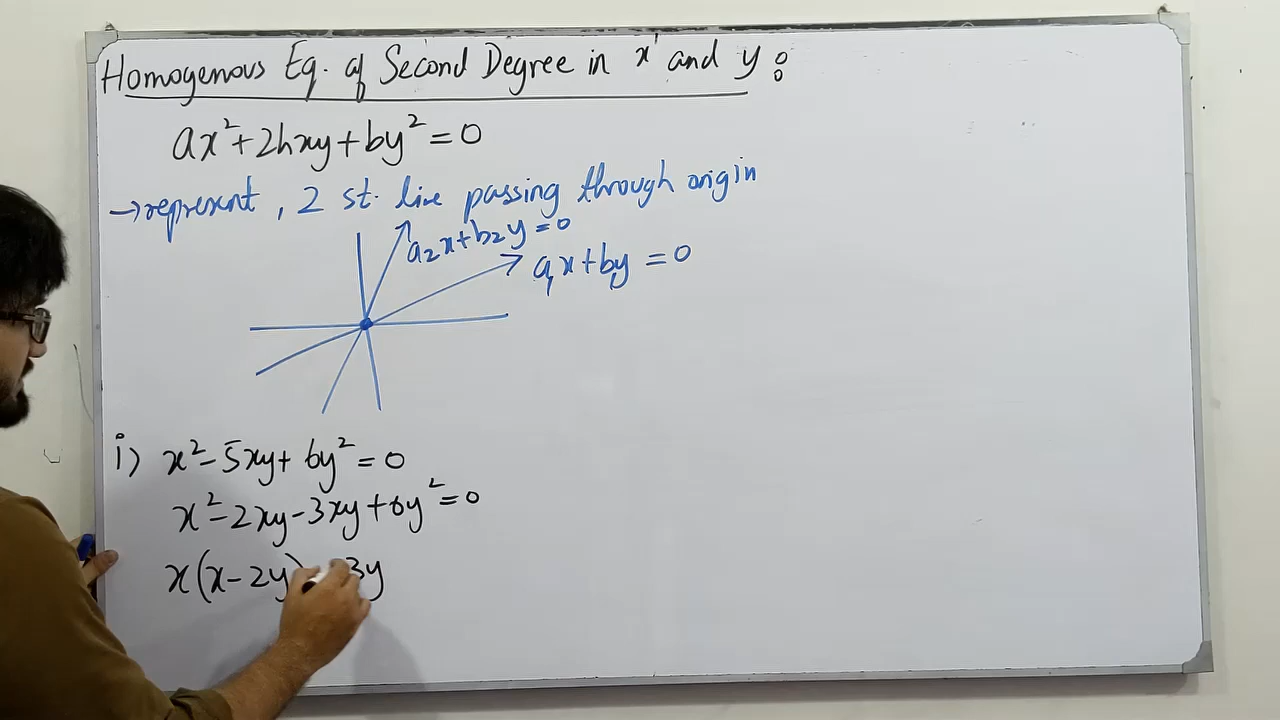 Homogenous Eq. of Second Degree in x and y :
ax² + 2hxy + by² = 0
→ represent, 2 st. line passing through origin
a₂x + b₂y = 0
a₁x + by = 0
i) x² - 5xy + 6y² = 0
x² - 2xy - 3xy + 6y² = 0
x(x - 2y) 3y